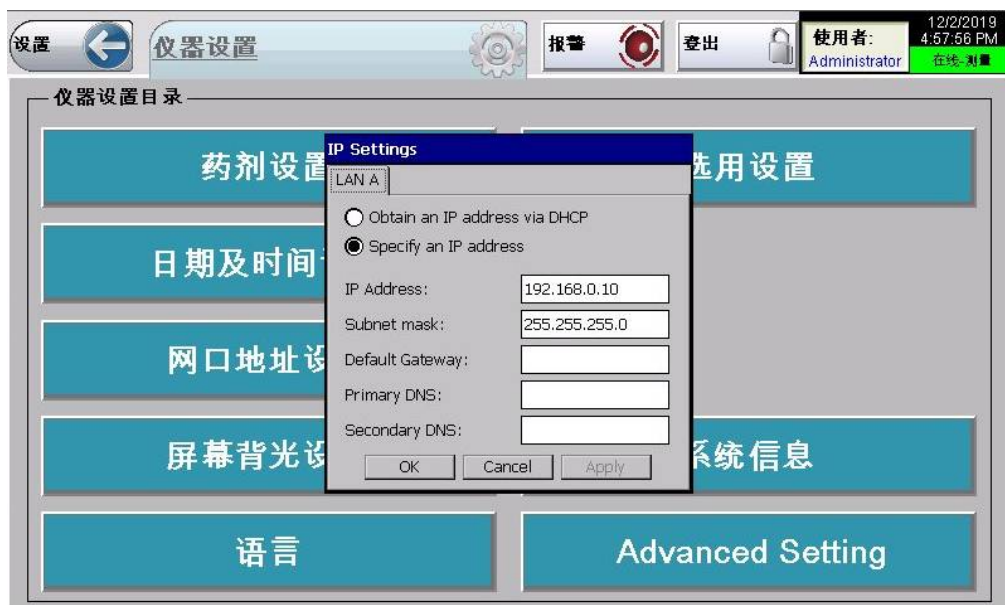 设置
仪器设置
报警
登出
使用者:
Administrator
12/2/2019
4:57:56 PM
在线-测量
仪器设置目录
药剂设置
选用设置
日期及时间
网口地址设
屏幕背光设
系统信息
语言
Advanced Setting
IP Settings
LAN A
Obtain an IP address via DHCP
Specify an IP address
IP Address: 192.168.0.10
Subnet mask: 255.255.255.0
Default Gateway:
Primary DNS:
Secondary DNS:
OK Cancel Apply